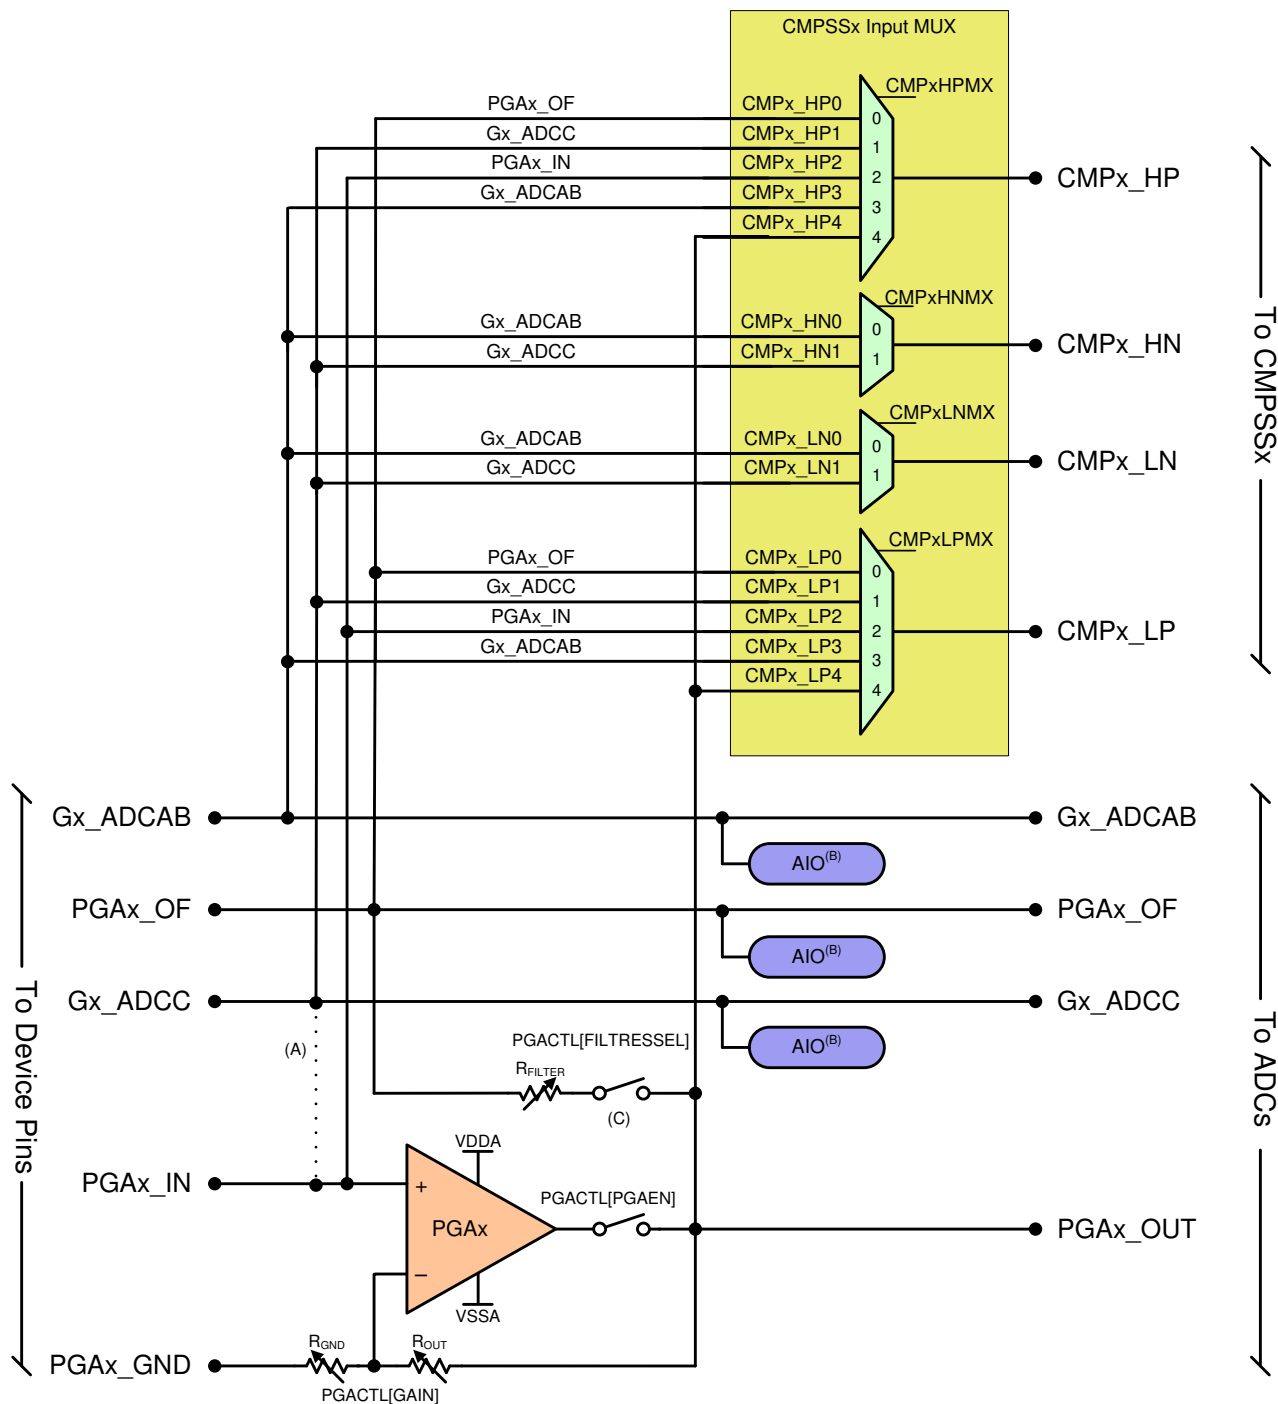 CMPSSx Input MUX
CMPxHPMX
PGAx_OF
CMPx_HP0
0
Gx_ADCC
CMPx_HP1
1
PGAx_IN
CMPx_HP2
2
CMPx_HP
Gx_ADCAB
CMPx_HP3
3
CMPx_HP4
4
CMPxHNMX
Gx_ADCAB
CMPx_HN0
0
Gx_ADCC
CMPx_HN1
1
CMPx_HN
CMPxLNMX
Gx_ADCAB
CMPx_LN0
0
Gx_ADCC
CMPx_LN1
1
CMPx_LN
CMPxLPMX
PGAx_OF
CMPx_LP0
0
Gx_ADCC
CMPx_LP1
1
PGAx_IN
CMPx_LP2
2
CMPx_LP
Gx_ADCAB
CMPx_LP3
3
CMPx_LP4
4
To CMPSSx
Gx_ADCAB
Gx_ADCAB
AIO(B)
PGAx_OF
PGAx_OF
AIO(B)
Gx_ADCC
Gx_ADCC
AIO(B)
(A)
PGACTL[FILTRESSEL]
RFILTER
(C)
To Device Pins
To ADCs
VDDA
PGAx_IN
+
PGACTL[PGAEN]
PGAx
PGAx_OUT
–
VSSA
RGND
ROUT
PGAx_GND
PGACTL[GAIN]